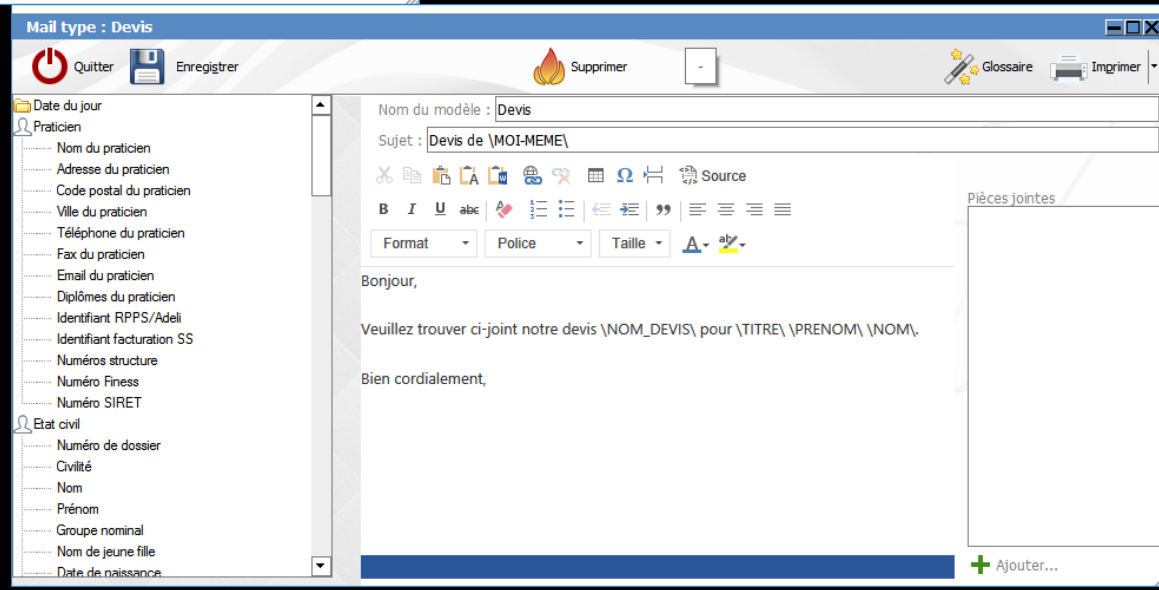 Mail type : Devis
Quitter
Enregistrer
Supprimer
-
Glossaire
Imprimer
Date du jour
Praticien
Nom du praticien
Adresse du praticien
Code postal du praticien
Ville du praticien
Téléphone du praticien
Fax du praticien
Email du praticien
Diplômes du praticien
Identifiant RPPS/Adeli
Identifiant facturation SS
Numéros structure
Numéro Finess
Numéro SIRET
Etat civil
Numéro de dossier
Civilité
Nom
Prénom
Groupe nominal
Nom de jeune fille
Date de naissance
Nom du modèle : Devis
Sujet : Devis de \MOI-MEME\
Source
B I U abc
Format
Police
Taille
A
ab
Bonjour,
Veuillez trouver ci-joint notre devis \NOM_DEVIS\ pour \TITRE\ \PRENOM\ \NOM\.
Bien cordialement,
Pièces jointes
Ajouter...